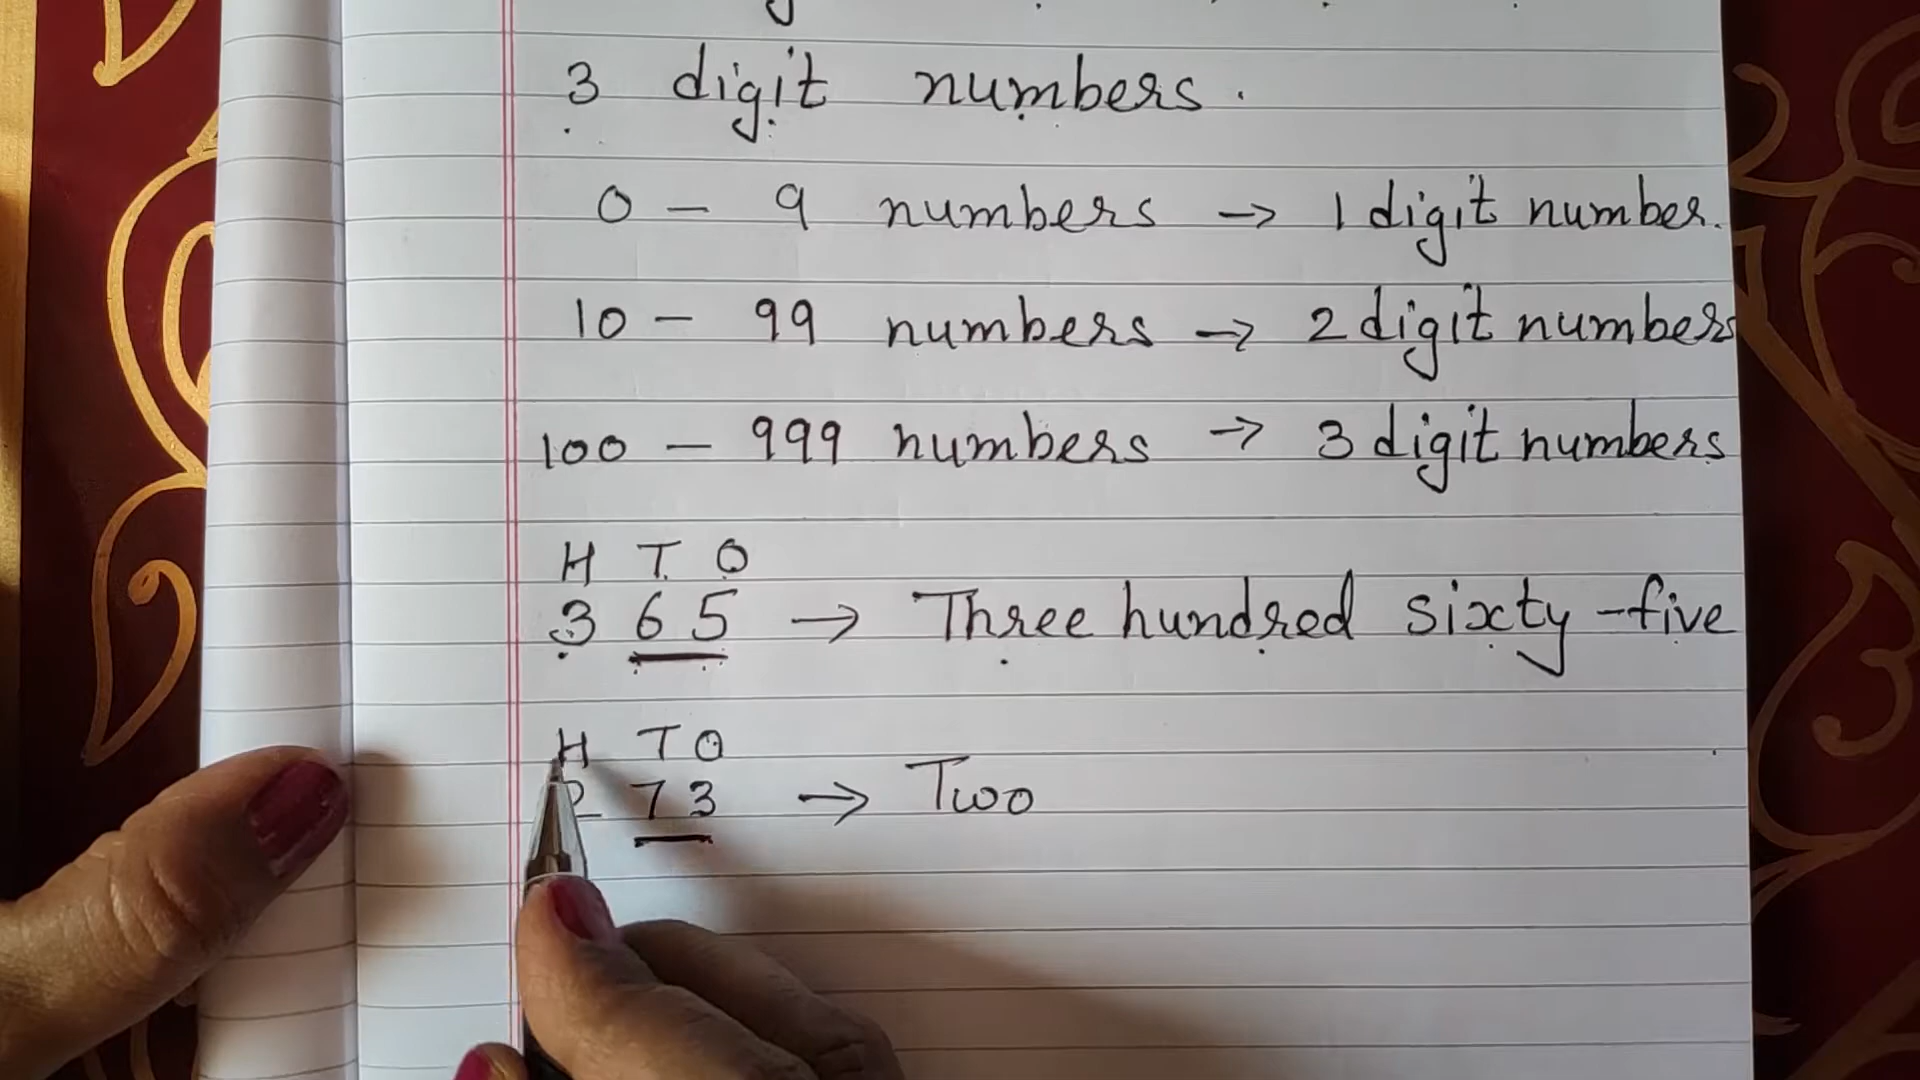 3 digit numbers.
0 - 9 numbers → 1 digit number.
10 - 99 numbers → 2 digit numbers
100 - 999 numbers → 3 digit numbers
H T O
3 6 5 → Three hundred sixty-five
H T O
2 7 3 → Two